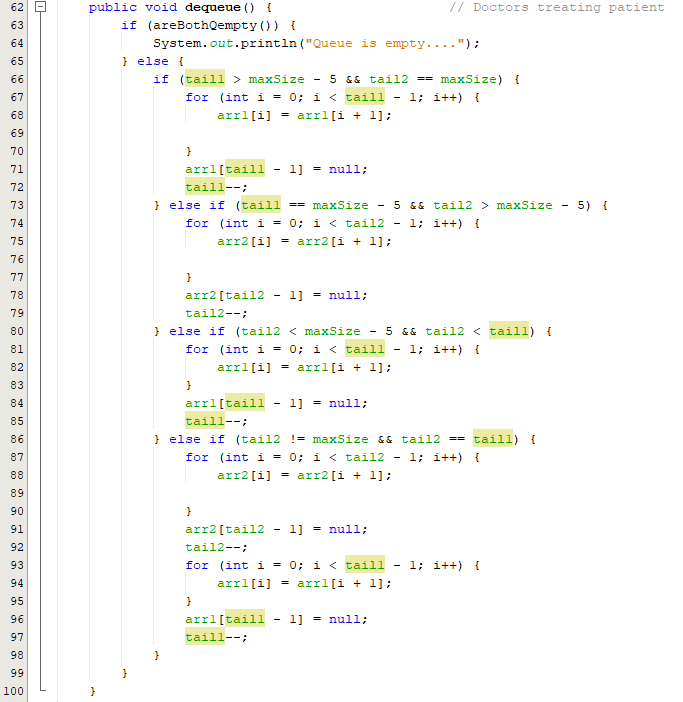 62 public void dequeue() { // Doctors treating patient
63 if (areBothQempty()) {
64 System.out.println("Queue is empty....");
65 } else {
66 if (tail1 > maxSize - 5 && tail2 == maxSize) {
67 for (int i = 0; i < tail1 - 1; i++) {
68 arr1[i] = arr1[i + 1];
69
70 }
71 arr1[tail1 - 1] = null;
72 tail1--;
73 } else if (tail1 == maxSize - 5 && tail2 > maxSize - 5) {
74 for (int i = 0; i < tail2 - 1; i++) {
75 arr2[i] = arr2[i + 1];
76
77 }
78 arr2[tail2 - 1] = null;
79 tail2--;
80 } else if (tail2 < maxSize - 5 && tail2 < tail1) {
81 for (int i = 0; i < tail1 - 1; i++) {
82 arr1[i] = arr1[i + 1];
83 }
84 arr1[tail1 - 1] = null;
85 tail1--;
86 } else if (tail2 != maxSize && tail2 == tail1) {
87 for (int i = 0; i < tail2 - 1; i++) {
88 arr2[i] = arr2[i + 1];
89
90 }
91 arr2[tail2 - 1] = null;
92 tail2--;
93 for (int i = 0; i < tail1 - 1; i++) {
94 arr1[i] = arr1[i + 1];
95 }
96 arr1[tail1 - 1] = null;
97 tail1--;
98 }
99 }
100 }